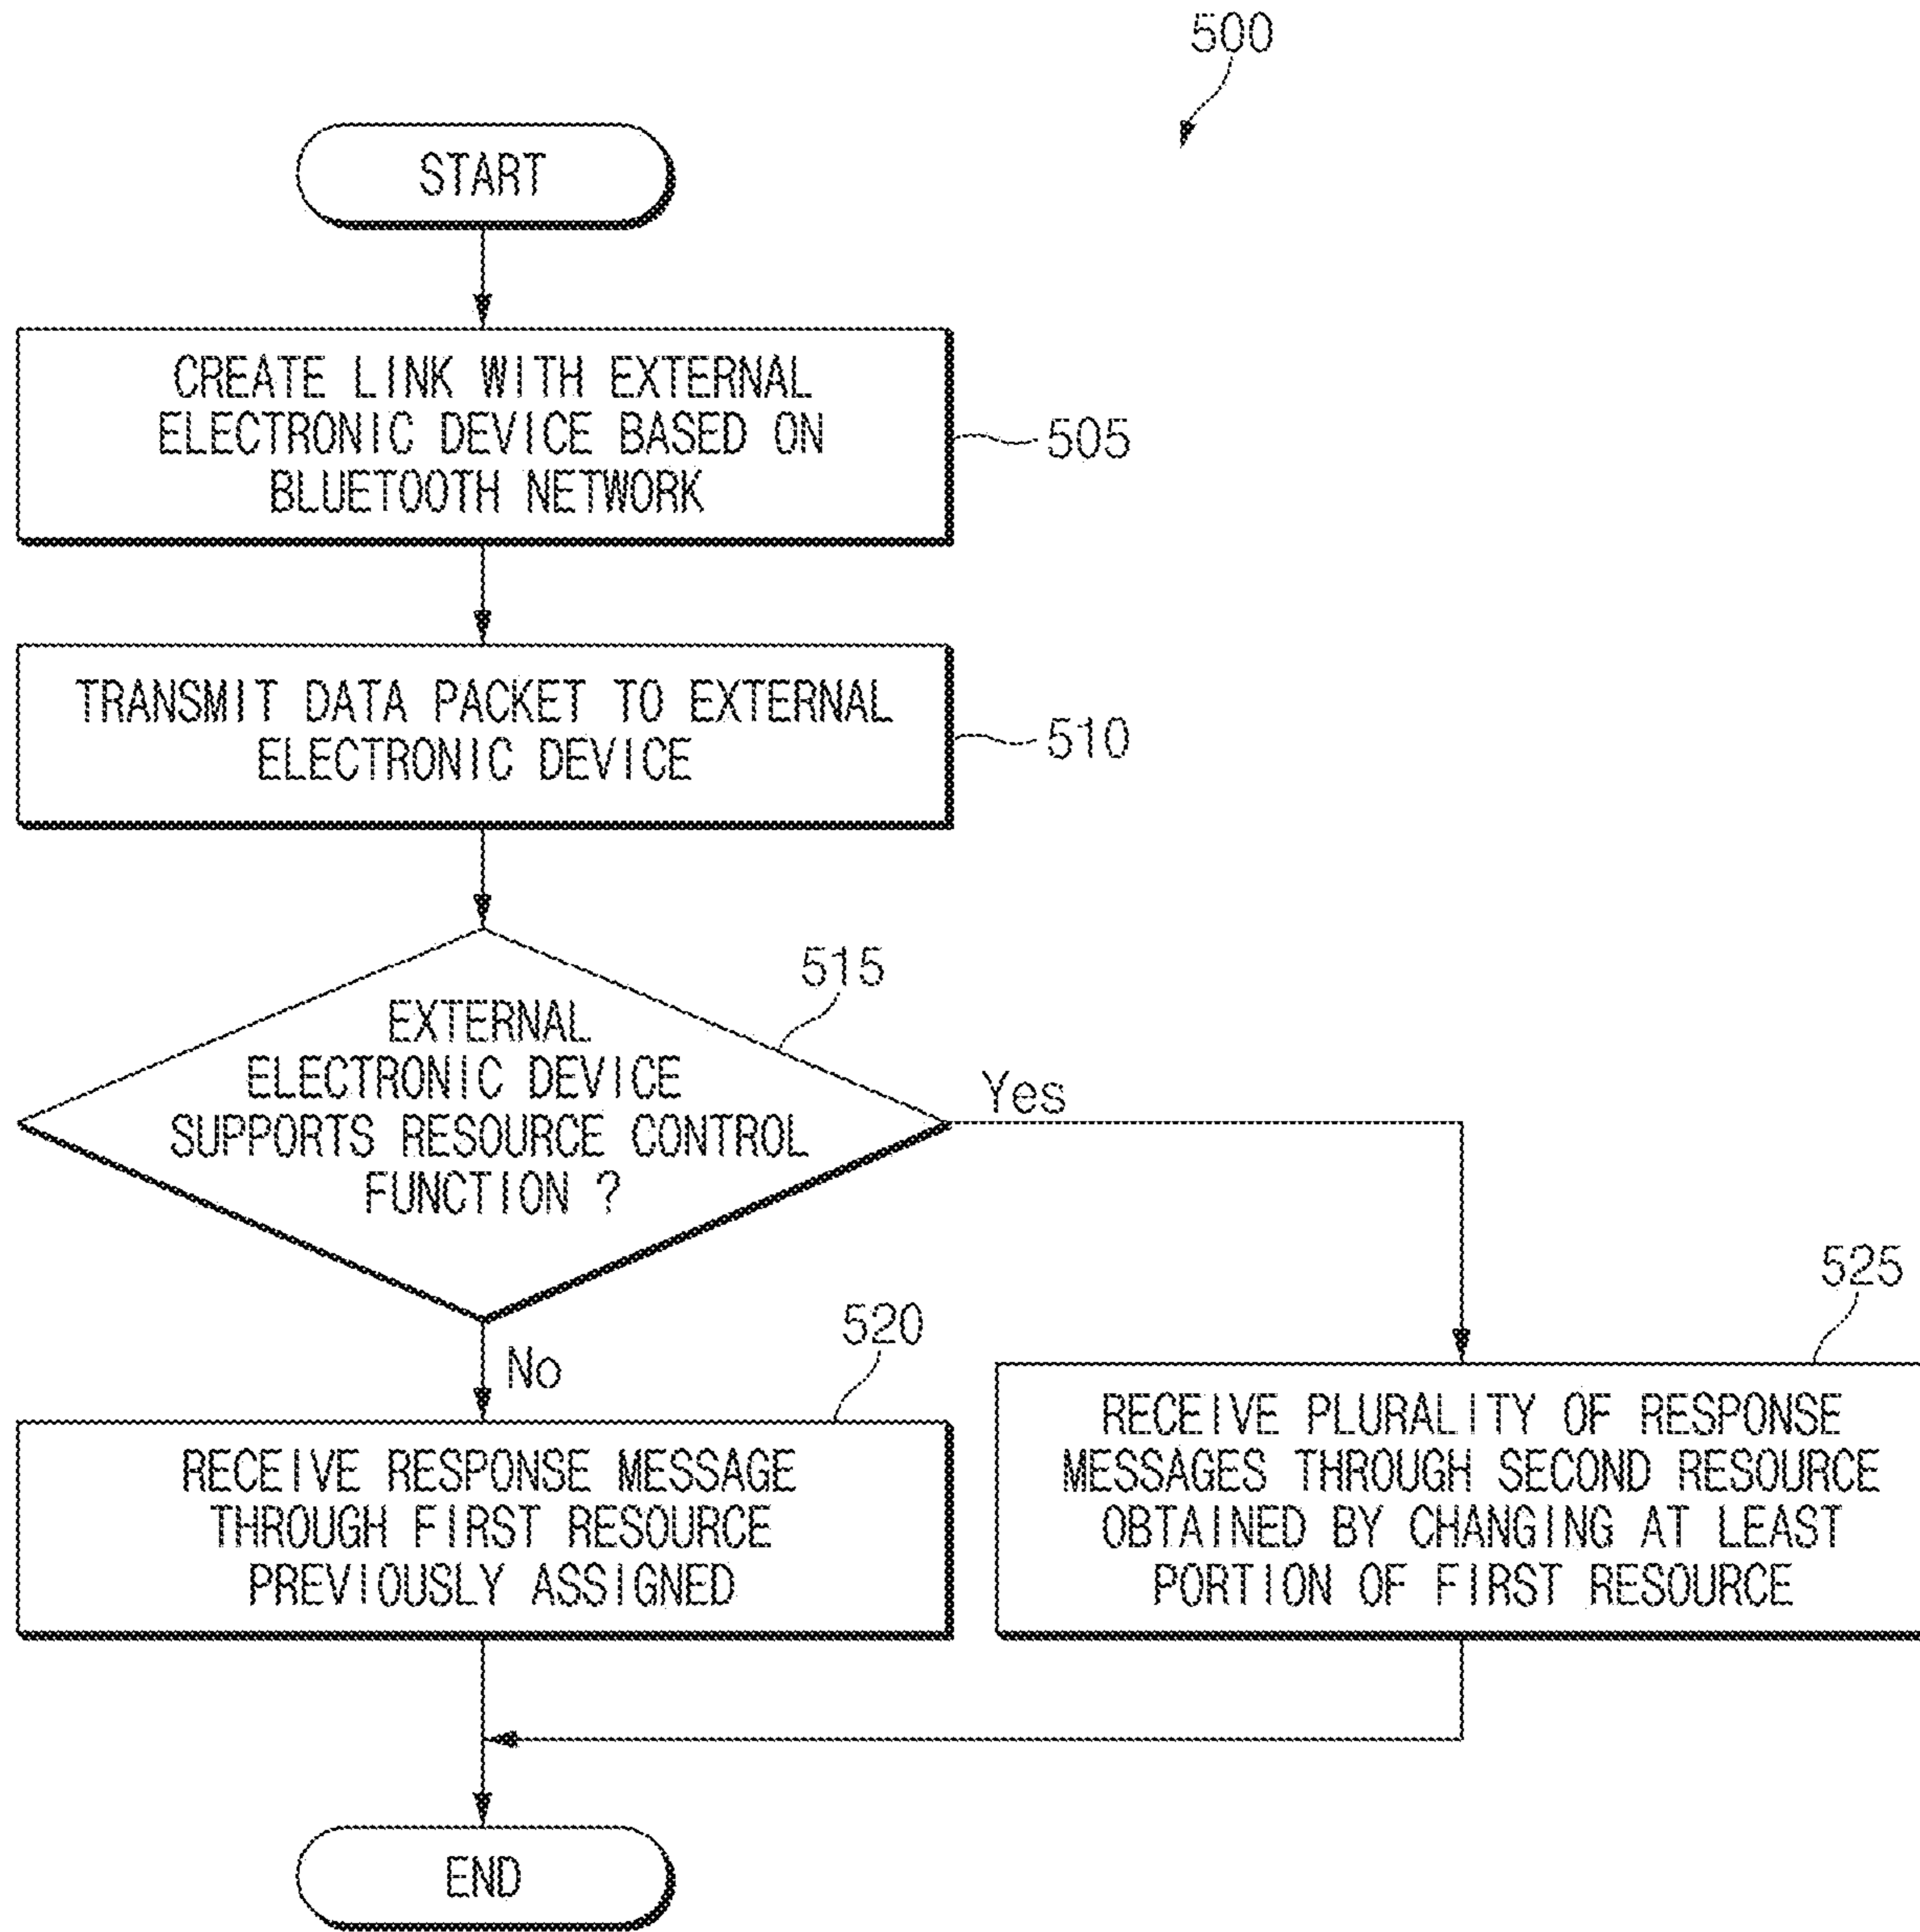 500
START
CREATE LINK WITH EXTERNAL
ELECTRONIC DEVICE BASED ON
BLUETOOTH NETWORK
505
TRANSMIT DATA PACKET TO EXTERNAL
ELECTRONIC DEVICE
510
515
EXTERNAL
ELECTRONIC DEVICE
SUPPORTS RESOURCE CONTROL
FUNCTION ?
Yes
No
520
RECEIVE RESPONSE MESSAGE
THROUGH FIRST RESOURCE
PREVIOUSLY ASSIGNED
525
RECEIVE PLURALITY OF RESPONSE
MESSAGES THROUGH SECOND RESOURCE
OBTAINED BY CHANGING AT LEAST
PORTION OF FIRST RESOURCE
END